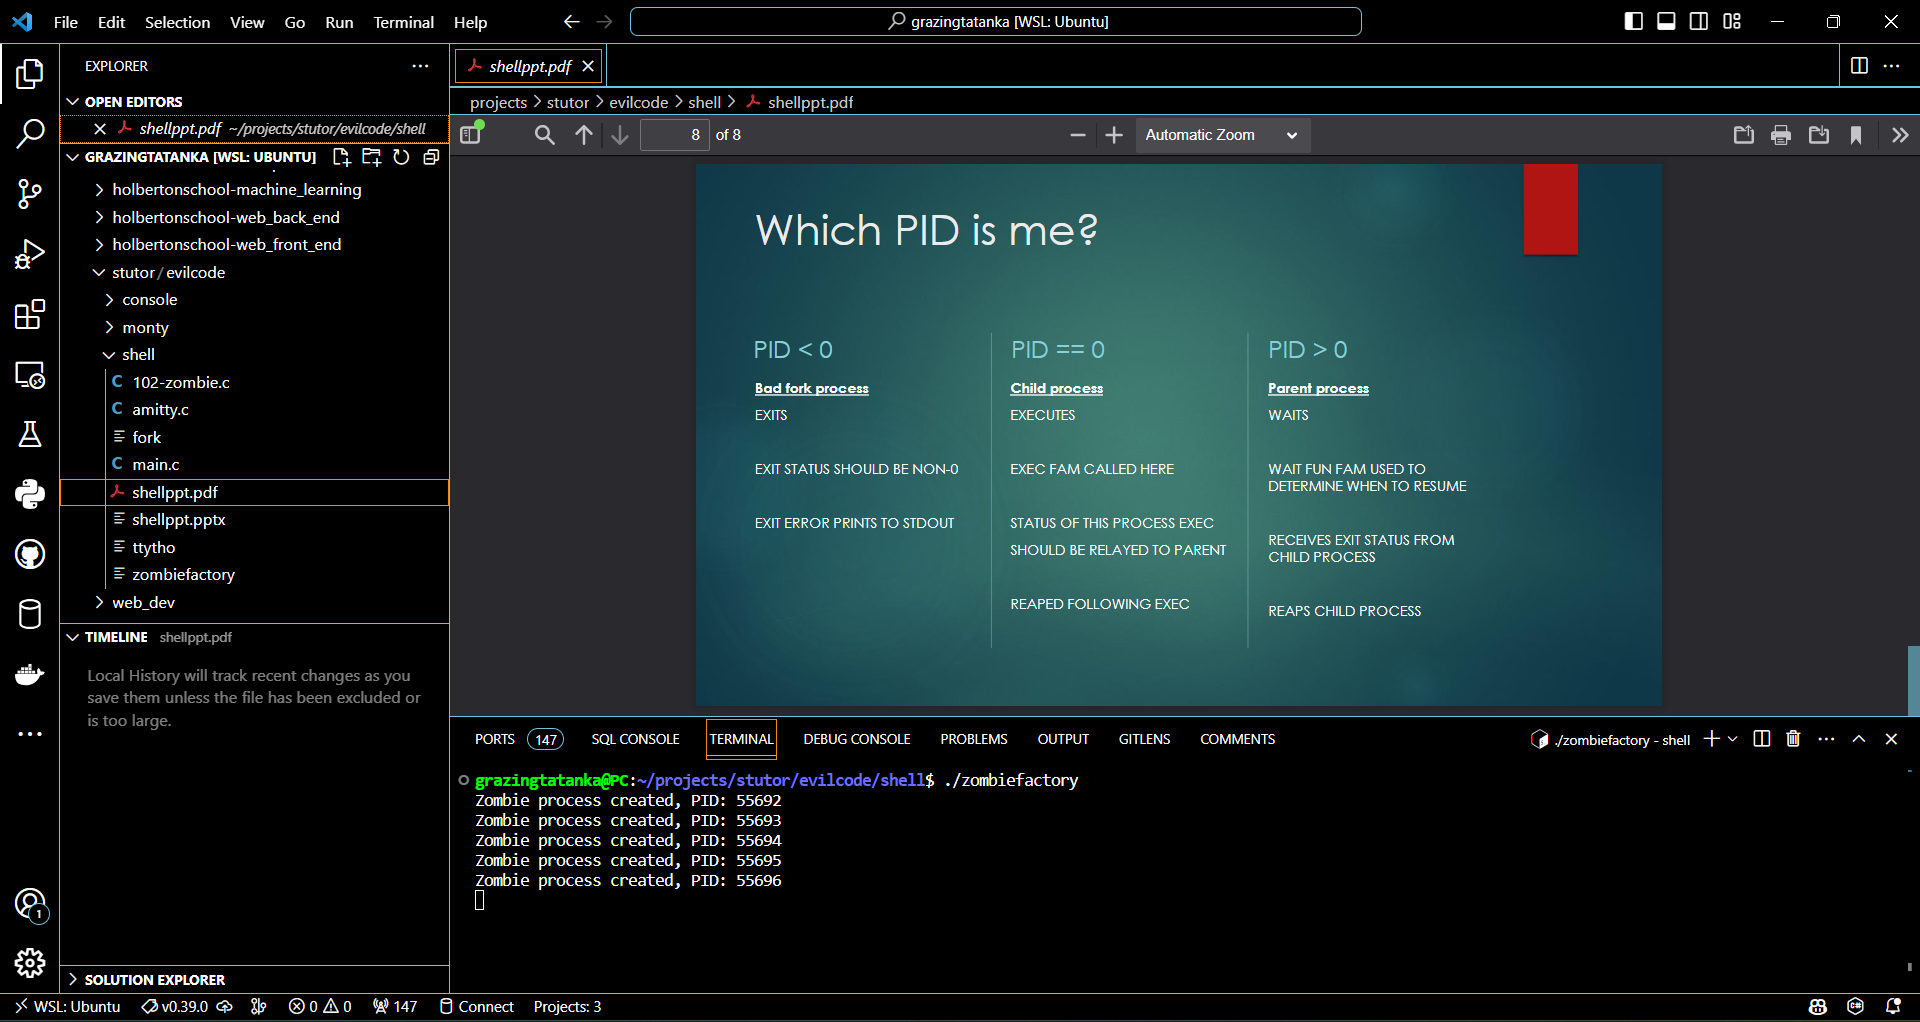 File Edit Selection View Go Run Terminal Help
grazingtatanka [WSL: Ubuntu]
EXPLORER
OPEN EDITORS
shellppt.pdf ~/projects/stutor/evilcode/shell
GRAZINGTATANKA [WSL: UBUNTU]
holbertonschool-machine_learning
holbertonschool-web_back_end
holbertonschool-web_front_end
stutor/evilcode
console
monty
shell
C 102-zombie.c
C amitty.c
fork
C main.c
shellppt.pdf
shellppt.pptx
ttytho
zombiefactory
web_dev
TIMELINE shellppt.pdf
Local History will track recent changes as you
save them unless the file has been excluded or
is too large.
SOLUTION EXPLORER
shellppt.pdf
projects > stutor > evilcode > shell > shellppt.pdf
8 of 8
Automatic Zoom
Which PID is me?
PID < 0
Bad fork process
EXITS
EXIT STATUS SHOULD BE NON-0
EXIT ERROR PRINTS TO STDOUT
PID == 0
Child process
EXECUTES
EXEC FAM CALLED HERE
STATUS OF THIS PROCESS EXEC
SHOULD BE RELAYED TO PARENT
REAPED FOLLOWING EXEC
PID > 0
Parent process
WAITS
WAIT FUN FAM USED TO
DETERMINE WHEN TO RESUME
RECEIVES EXIT STATUS FROM
CHILD PROCESS
REAPS CHILD PROCESS
PORTS 147 SQL CONSOLE TERMINAL DEBUG CONSOLE PROBLEMS OUTPUT GITLENS COMMENTS
./zombiefactory - shell
grazingtatanka@PC:~/projects/stutor/evilcode/shell$ ./zombiefactory
Zombie process created, PID: 55692
Zombie process created, PID: 55693
Zombie process created, PID: 55694
Zombie process created, PID: 55695
Zombie process created, PID: 55696
1
WSL: Ubuntu v0.39.0 0 0 147 Connect Projects: 3